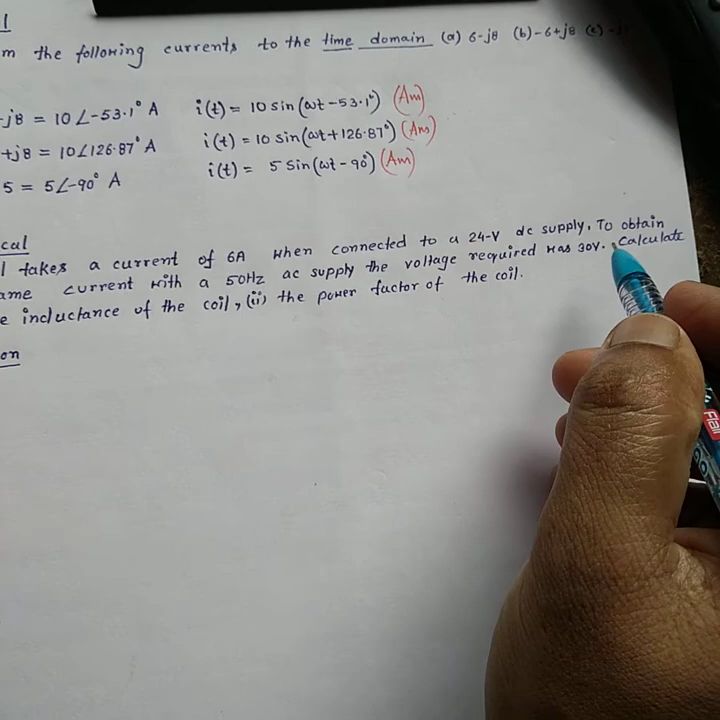 m the following currents to the time domain (a) 6-j8 (b)-6+j8 (c)-j
-j8 = 10∠-53.1° A i(t) = 10 sin(ωt-53.1°) (Ans)
+j8 = 10∠126.87° A i(t) = 10 sin(ωt+126.87°) (Ans)
5 = 5∠-90° A i(t) = 5 sin(ωt-90°) (Ans)
cal
l takes a current of 6A when connected to a 24-V dc supply. To obtain
ame current with a 50Hz ac supply the voltage required was 30V. Calculate
e inductance of the coil, (ii) the power factor of the coil.
on
Flair